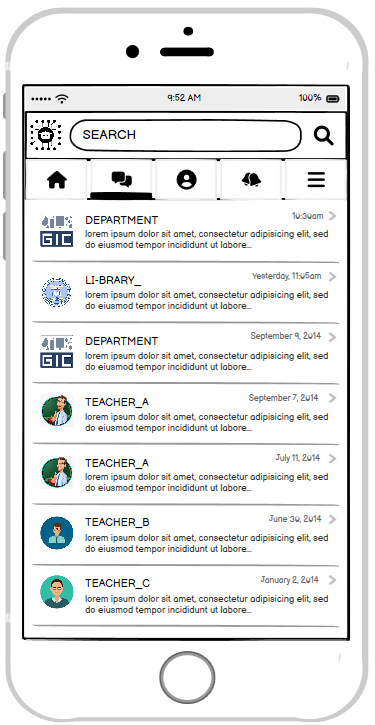 9:52 AM
100%
SEARCH
DEPARTMENT
10:30am
lorem ipsum dolor sit amet, consectetur adipisicing elit, sed
do eiusmod tempor incididunt ut labore...
GIC
LI-BRARY_
Yesterday, 11:05am
lorem ipsum dolor sit amet, consectetur adipisicing elit, sed
do eiusmod tempor incididunt ut labore...
DEPARTMENT
September 9, 2014
lorem ipsum dolor sit amet, consectetur adipisicing elit, sed
do eiusmod tempor incididunt ut labore...
GIC
TEACHER_A
September 7, 2014
lorem ipsum dolor sit amet, consectetur adipisicing elit, sed
do eiusmod tempor incididunt ut labore...
TEACHER_A
July 11, 2014
lorem ipsum dolor sit amet, consectetur adipisicing elit, sed
do eiusmod tempor incididunt ut labore...
TEACHER_B
June 30, 2014
lorem ipsum dolor sit amet, consectetur adipisicing elit, sed
do eiusmod tempor incididunt ut labore...
TEACHER_C
January 2, 2014
lorem ipsum dolor sit amet, consectetur adipisicing elit, sed
do eiusmod tempor incididunt ut labore...